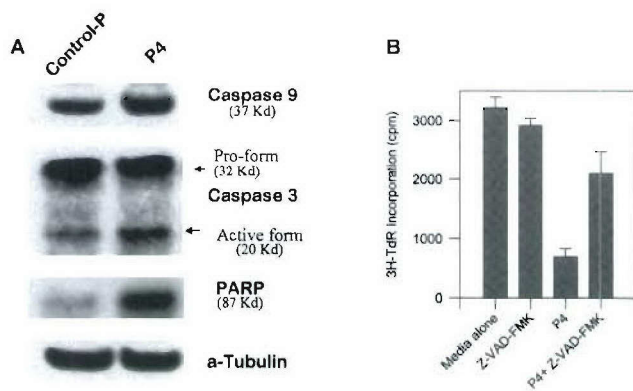 A
Control-P
P4
Caspase 9
(37 Kd)
Pro-form
(32 Kd)
Caspase 3
Active form
(20 Kd)
PARP
(87 Kd)
a-Tubulin
B
3H-TdR Incorporation (cpm)
3000
2000
1000
0
Media alone
Z-VAD-FMK
P4
P4+ Z-VAD-FMK